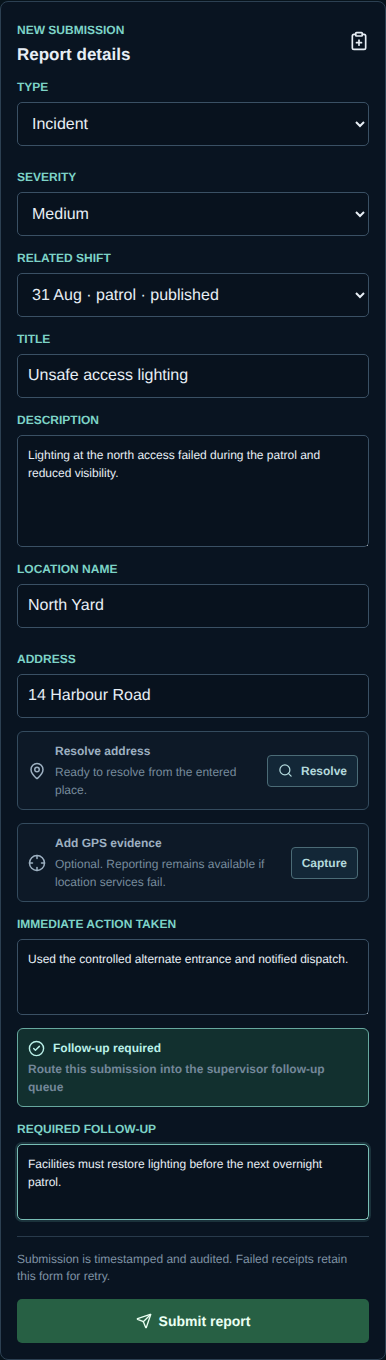 NEW SUBMISSION
Report details
TYPE
Incident
SEVERITY
Medium
RELATED SHIFT
31 Aug · patrol · published
TITLE
Unsafe access lighting
DESCRIPTION
Lighting at the north access failed during the patrol and
reduced visibility.
LOCATION NAME
North Yard
ADDRESS
14 Harbour Road
Resolve address
Ready to resolve from the entered
place.
Resolve
Add GPS evidence
Optional. Reporting remains available if
location services fail.
Capture
IMMEDIATE ACTION TAKEN
Used the controlled alternate entrance and notified dispatch.
Follow-up required
Route this submission into the supervisor follow-up
queue
REQUIRED FOLLOW-UP
Facilities must restore lighting before the next overnight
patrol.
Submission is timestamped and audited. Failed receipts retain
this form for retry.
Submit report